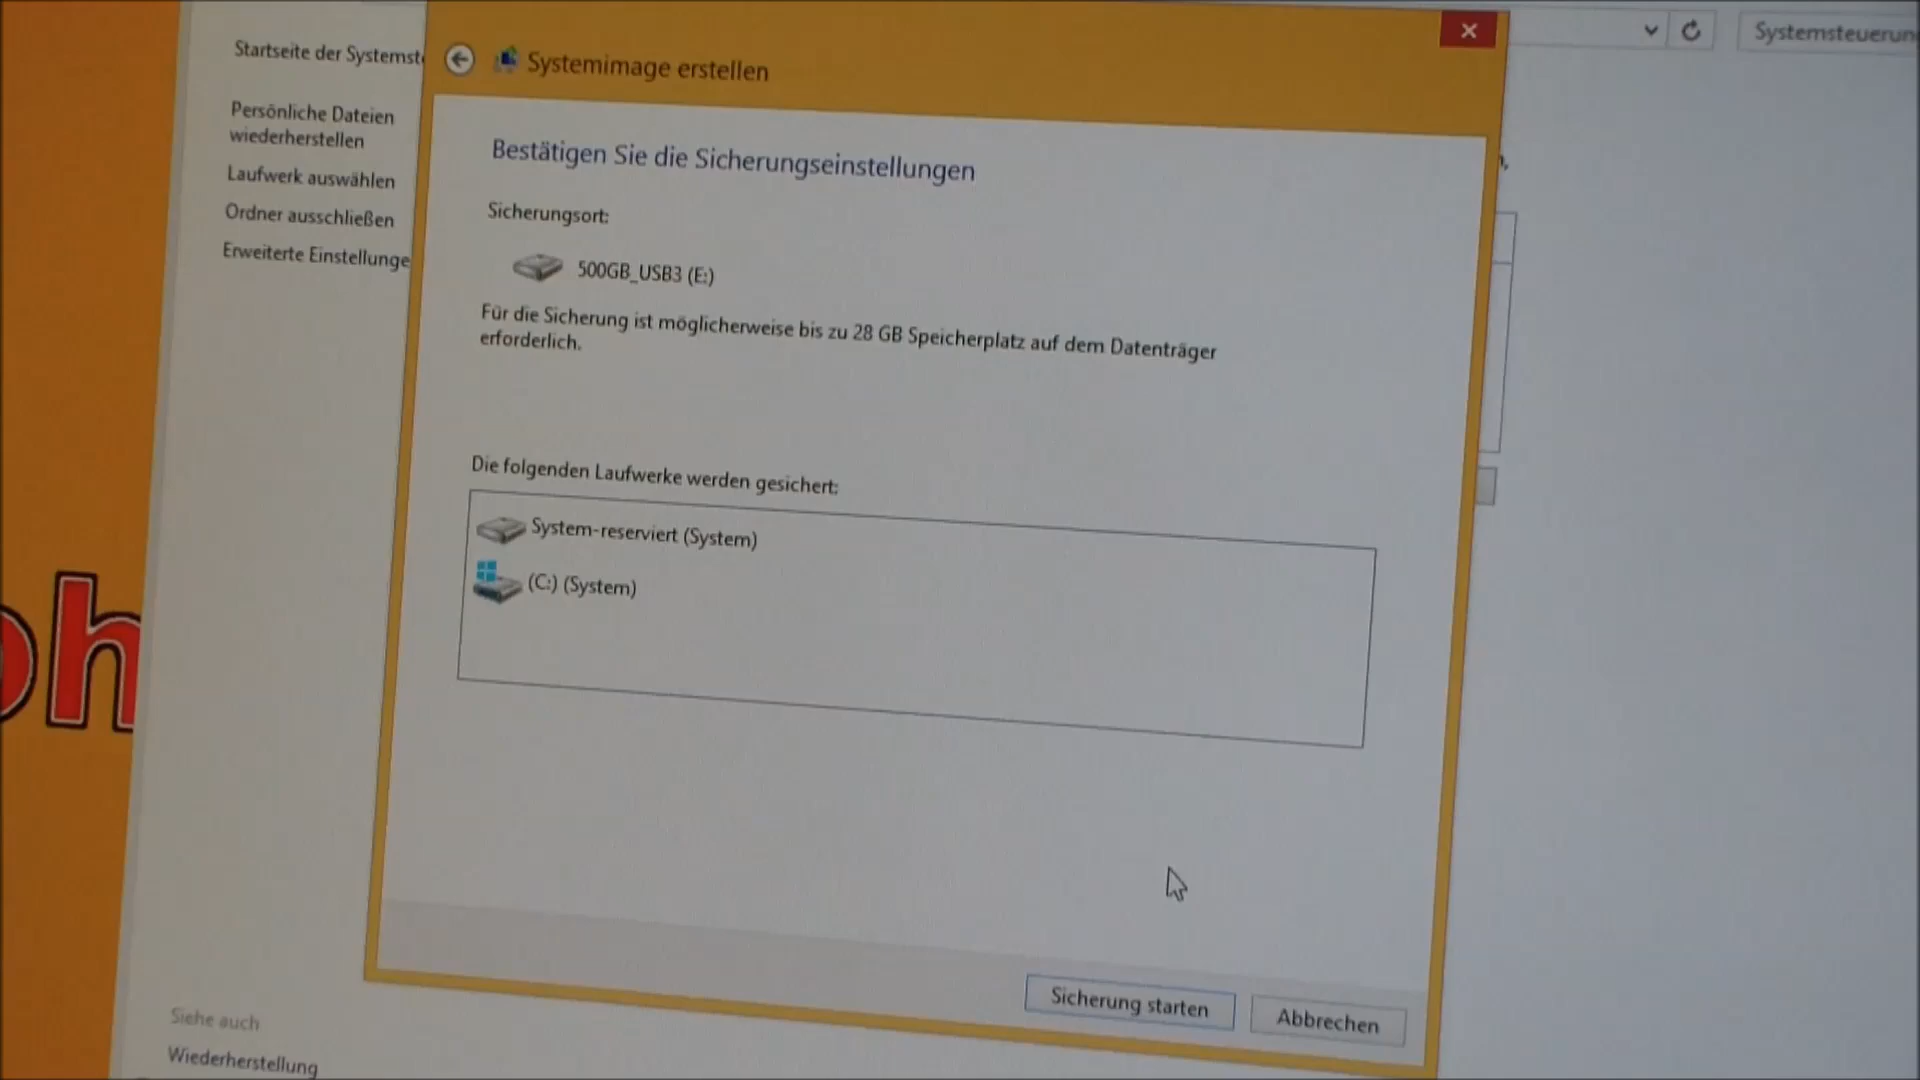 Startseite der Systemst
Persönliche Dateien
wiederherstellen
Laufwerk auswählen
Ordner ausschließen
Erweiterte Einstellunge
Siehe auch
Wiederherstellung
Systemimage erstellen
Bestätigen Sie die Sicherungseinstellungen
Sicherungsort:
500GB_USB3 (E:)
Für die Sicherung ist möglicherweise bis zu 28 GB Speicherplatz auf dem Datenträger
erforderlich.
Die folgenden Laufwerke werden gesichert:
System-reserviert (System)
(C:) (System)
Sicherung starten
Abbrechen
Systemsteuerun
h